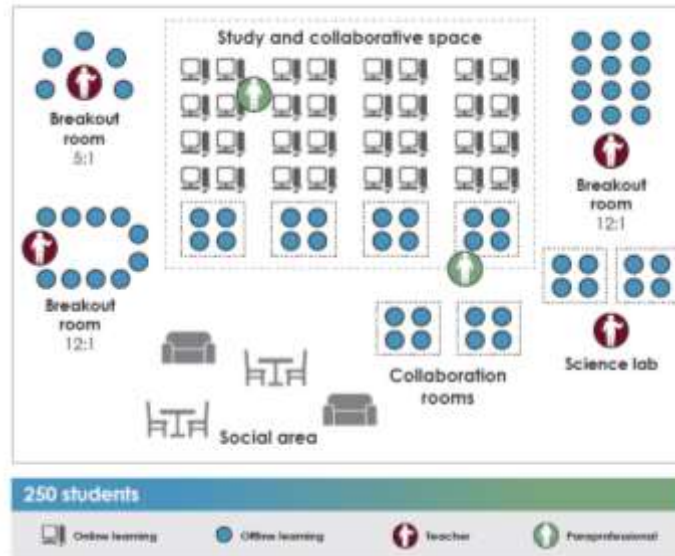 Study and collaborative space
Breakout
room
5:1
Breakout
room
12:1
Breakout
room
12:1
Science lab
Collaboration
rooms
Social area
250 students
Online learning
Offline learning
Teacher
Paraprofessional